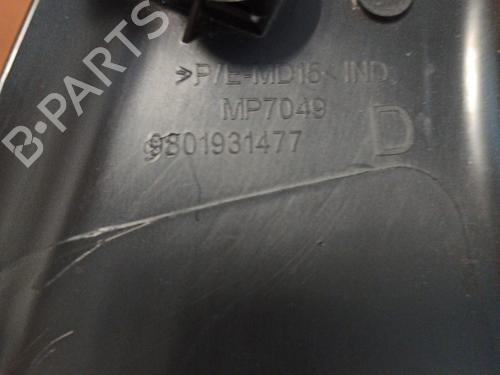 B-PARTS
>P/E-MD15< IND
MP7049
9801931477
D